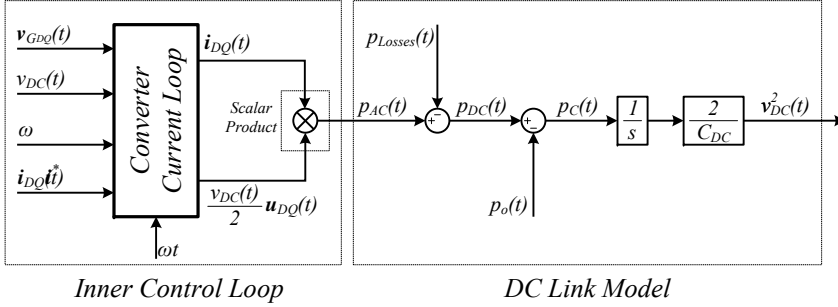 v_GDQ(t)
v_DC(t)
ω
i_DQ(t)
Converter
Current Loop
ωt
i_DQ(t)
Scalar
Product
v_DC(t)/2 u_DQ(t)
Inner Control Loop
p_AC(t)
p_Losses(t)
+ −
p_DC(t)
+ −
p_o(t)
p_C(t)
1/s
2/C_DC
v²_DC(t)
DC Link Model